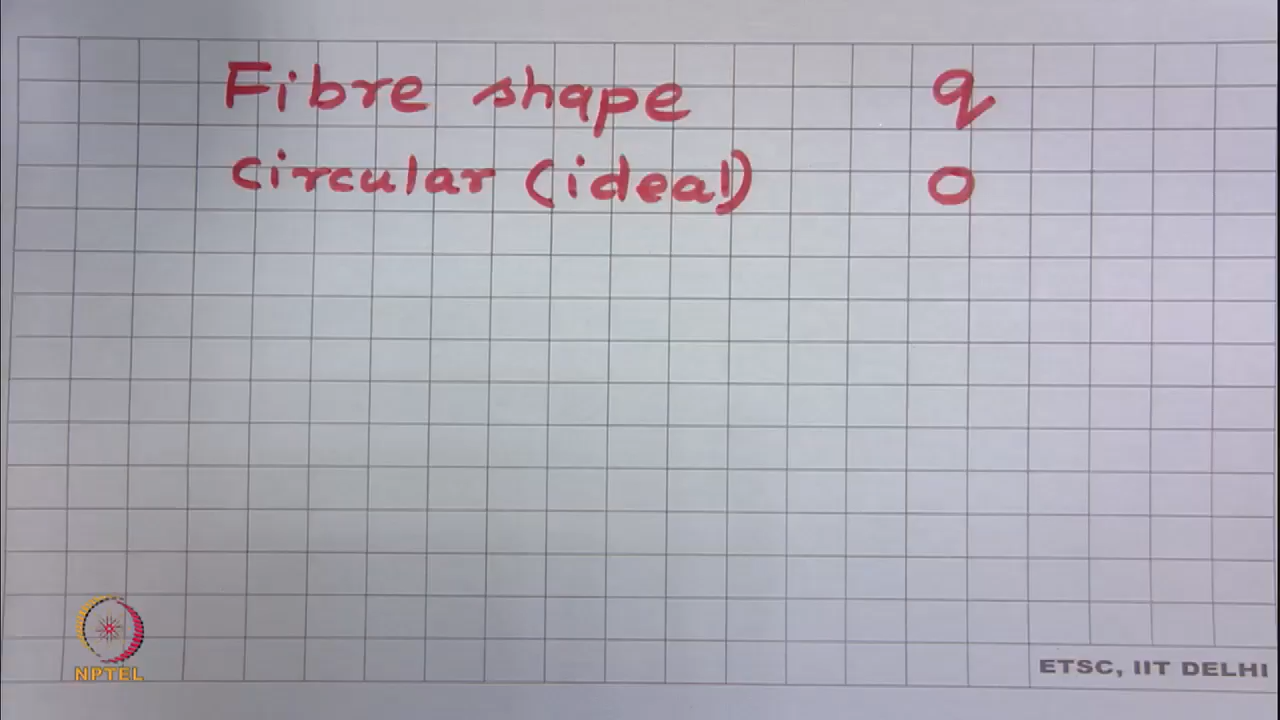 Fibre shape q
Circular (ideal) 0
NPTEL
ETSC, IIT DELHI